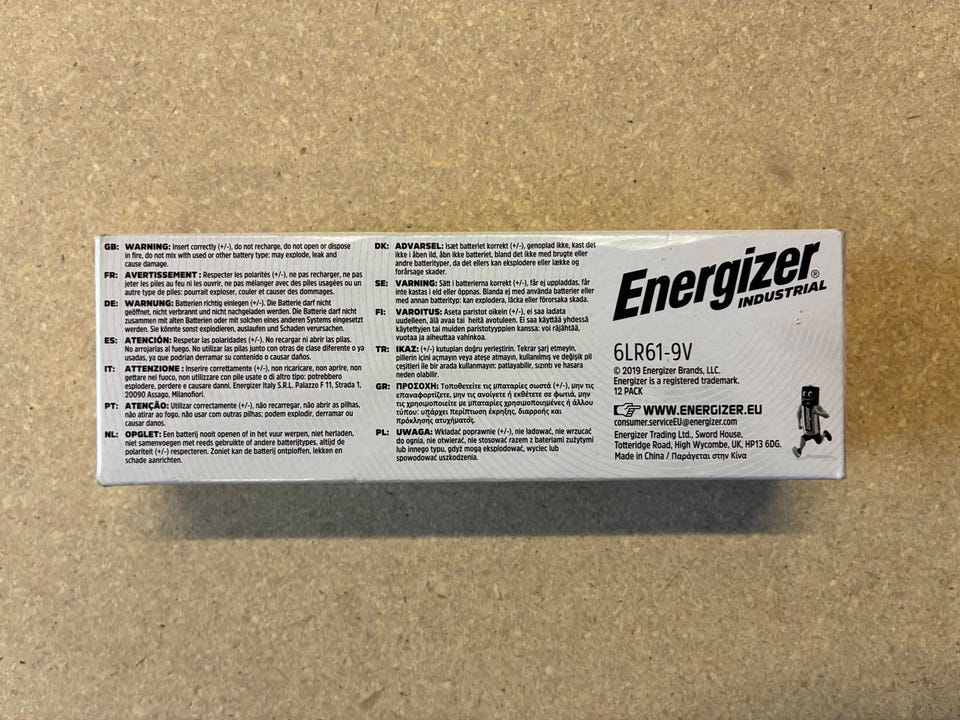 GB: WARNING: Insert correctly (+/-), do not recharge, do not open or dispose
in fire, do not mix with used or other battery type: may explode, leak and
cause damage.
FR: AVERTISSEMENT : Respecter les polarités (+/-), ne pas recharger, ne pas
jeter les piles au feu ni les ouvrir, ne pas mélanger avec des piles usagées ou un
autre type de piles: pourrait exploser, couler et causer des dommages.
DE: WARNUNG: Batterien richtig einlegen (+/-). Die Batterie darf nicht
geöffnet, nicht verbrannt und nicht nachgeladen werden. Die Batterie darf nicht
zusammen mit alten Batterien oder mit solchen eines anderen Systems eingesetzt
werden. Sie könnte sonst explodieren, auslaufen und Schaden verursachen.
ES: ATENCIÓN: Respetar las polaridades (+/-). No recargar ni abrir las pilas.
No arrojarlas al fuego. No utilizar las pilas junto con otras de clase diferente o ya
usadas, ya que podrían derramar su contenido o causar daños.
IT: ATTENZIONE : Inserire correttamente (+/-), non ricaricare, non aprire, non
gettare nel fuoco, non utilizzare con pile usate o di altro tipo: potrebbero
esplodere, perdere e causare danni. Energizer Italy S.R.L. Palazzo F 11, Strada 1,
20090 Assago, Milanofiori.
PT: ATENÇÃO: Utilizar correctamente (+/-), não recarregar, não abrir as pilhas,
não atirar ao fogo, não usar com outras pilhas; podem explodir, derramar ou
causar danos.
NL: OPGLET: Een batterij nooit openen of in het vuur werpen, niet herladen,
niet samenvoegen met reeds gebruikte of andere batterijtypes, altijd de
polariteit (+/-) respecteren. Zoniet kan de batterij ontploffen, lekken en
schade aanrichten.
DK: ADVARSEL: Isæt batteriet korrekt (+/-), genoplad ikke, kast det
ikke i åben ild, åbn ikke batteriet, bland det ikke med brugte eller
andre batterityper, da det ellers kan eksplodere eller lække og
forårsage skader.
SE: VARNING: Sätt i batterierna korrekt (+/-), får ej uppladdas, får
inte kastas i eld eller öppnas. Blanda ej med använda batterier eller
med annan batterityp: kan explodera, läcka eller förorsaka skada.
FI: VAROITUS: Aseta paristot oikein (+/-), ei saa ladata
uudelleen, älä avaa tai heitä avotuleen. Ei saa käyttää yhdessä
käytettyjen tai muiden paristotyyppien kanssa: voi räjähtää,
vuotaa ja aiheuttaa vahinkoa.
TR: İKAZ: (+/-) kutupları doğru yerleştirin. Tekrar şarj etmeyin,
pillerin içini açmayın veya ateşe atmayın, kullanılmış ve değişik pil
çeşitleri ile bir arada kullanmayın: patlayabilir, sızıntı ve hasara
neden olabilir.
GR: ΠΡΟΣΟΧΗ: Τοποθετείτε τις μπαταρίες σωστά (+/-), μην τις
επαναφορτίζετε, μην τις ανοίγετε ή εκθέτετε σε φωτιά, μην
τις χρησιμοποιείτε με μπαταρίες χρησιμοποιημένες ή άλλου
τύπου: υπάρχει περίπτωση έκρηξης, διαρροής και
πρόκλησης ατυχήματος.
PL: UWAGA: Wkładać poprawnie (+/-), nie ładować, nie wrzucać
do ognia, nie otwierać, nie stosować razem z bateriami zużytymi
lub innego typu, gdyż mogą eksplodować, wyciec lub
spowodować uszkodzenia.
Energizer®
INDUSTRIAL
6LR61-9V
© 2019 Energizer Brands, LLC.
Energizer is a registered trademark.
12 PACK
WWW.ENERGIZER.EU
consumer.serviceEU@energizer.com
Energizer Trading Ltd., Sword House,
Totteridge Road, High Wycombe, UK, HP13 6DG.
Made in China / Παράγεται στην Κίνα